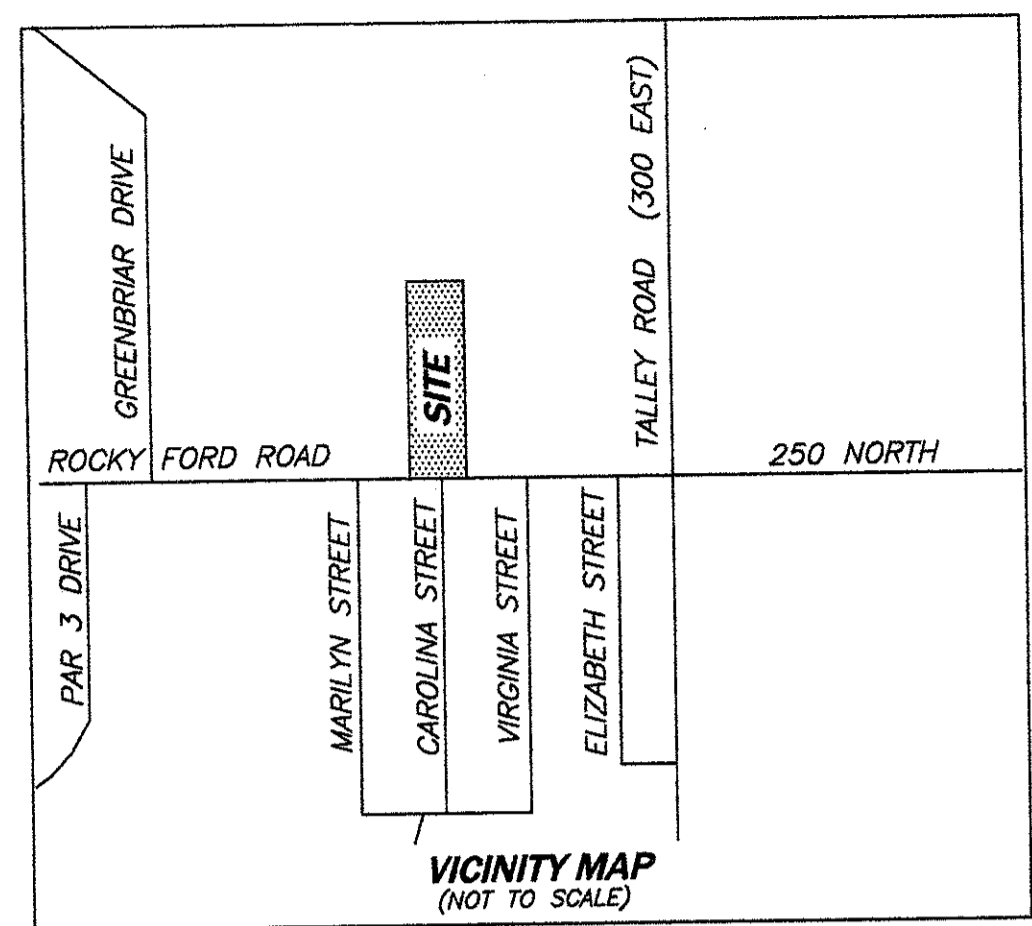 GREENBRIAR DRIVE
TALLEY ROAD (300 EAST)
SITE
ROCKY FORD ROAD
250 NORTH
PAR 3 DRIVE
MARILYN STREET
CAROLINA STREET
VIRGINIA STREET
ELIZABETH STREET
VICINITY MAP
(NOT TO SCALE)